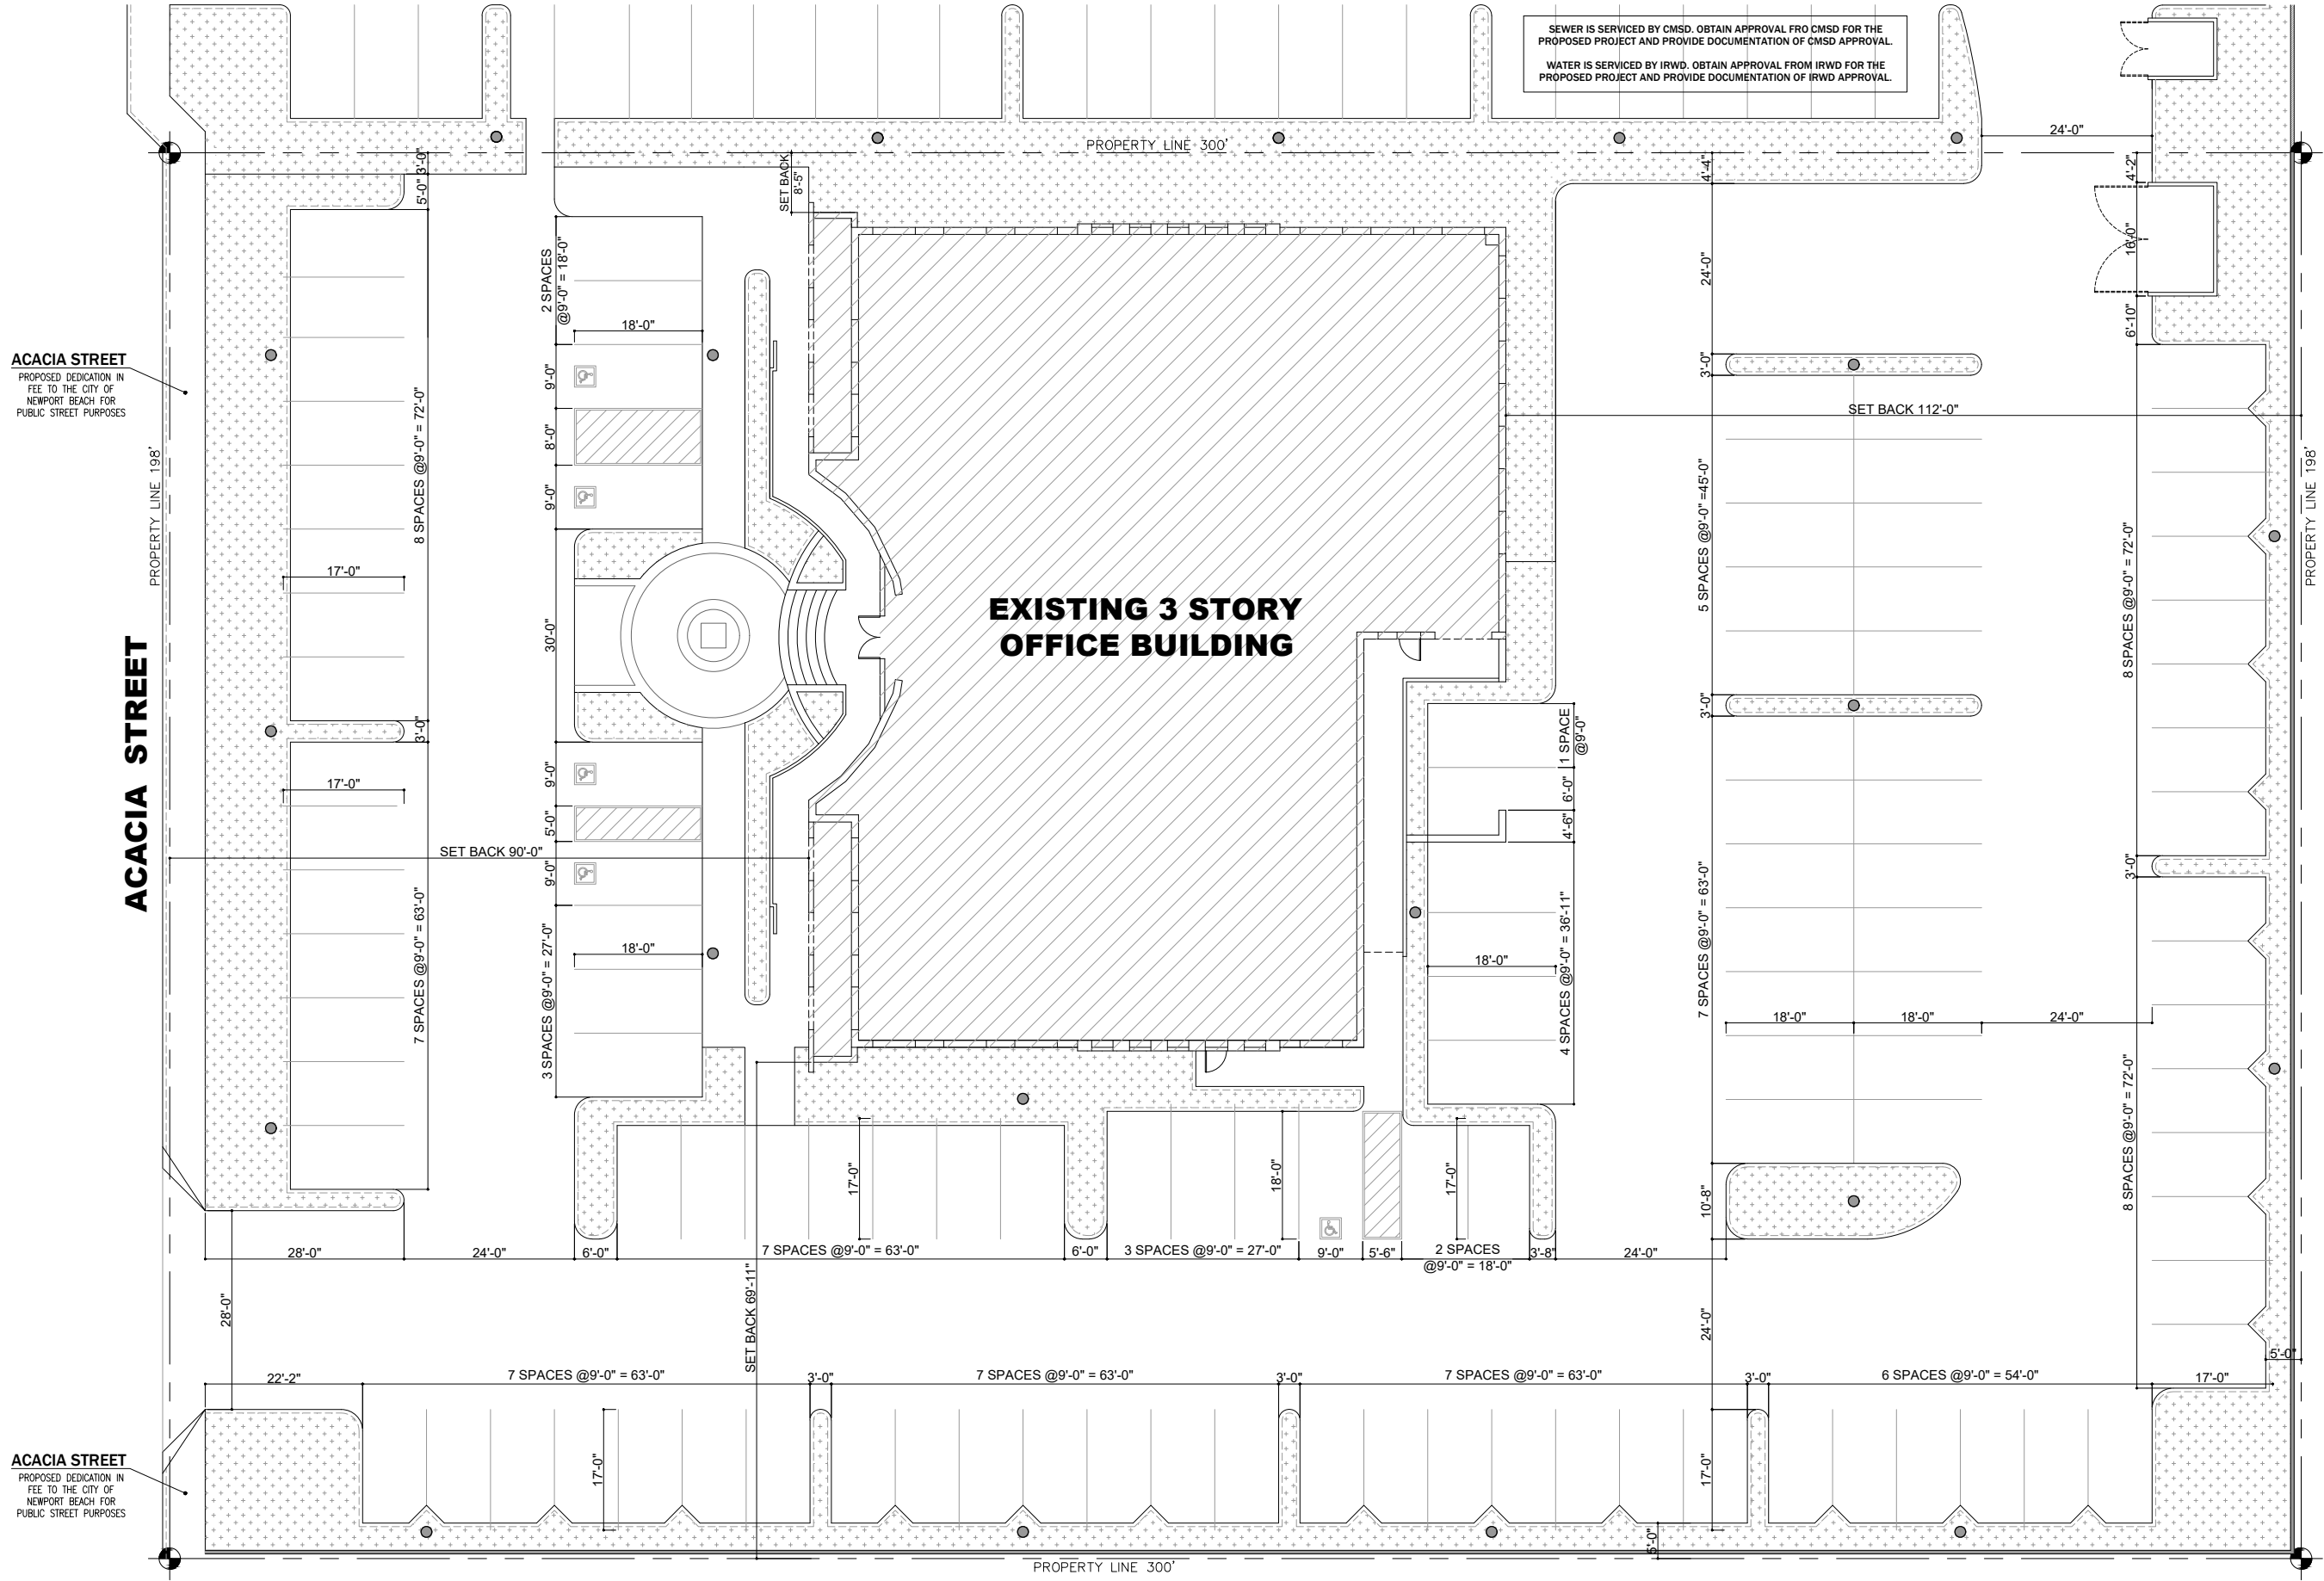 SEWER IS SERVICED BY CMSD. OBTAIN APPROVAL FRO CMSD FOR THE
PROPOSED PROJECT AND PROVIDE DOCUMENTATION OF CMSD APPROVAL.
WATER IS SERVICED BY IRWD. OBTAIN APPROVAL FROM IRWD FOR THE
PROPOSED PROJECT AND PROVIDE DOCUMENTATION OF IRWD APPROVAL.
PROPERTY LINE 300'
24'-0"
3'-0"
5'-0"
SET BACK
8'-5"
4'-4"
4'-2"
2 SPACES
@9'-0" = 18'-0"
24'-0"
16'-0"
6'-10"
18'-0"
ACACIA STREET
PROPOSED DEDICATION IN
FEE TO THE CITY OF
NEWPORT BEACH FOR
PUBLIC STREET PURPOSES
9'-0"
3'-0"
SET BACK 112'-0"
8'-0"
PROPERTY LINE 198'
8 SPACES @9'-0" = 72'-0"
9'-0"
5 SPACES @9'-0" =45'-0"
PROPERTY LINE 198'
17'-0"
8 SPACES @9'-0" = 72'-0"
EXISTING 3 STORY
OFFICE BUILDING
30'-0"
ACACIA STREET
3'-0"
3'-0"
1 SPACE
@9'-0"
17'-0"
9'-0"
6'-0"
5'-0"
4'-6"
SET BACK 90'-0"
9'-0"
3'-0"
7 SPACES @9'-0" = 63'-0"
18'-0"
3 SPACES @9'-0" = 27'-0"
18'-0"
4 SPACES @9'-0" = 36'-11"
7 SPACES @9'-0" = 63'-0"
18'-0"
18'-0"
24'-0"
8 SPACES @9'-0" = 72'-0"
17'-0"
18'-0"
17'-0"
10'-8"
28'-0"
24'-0"
6'-0"
7 SPACES @9'-0" = 63'-0"
6'-0"
3 SPACES @9'-0" = 27'-0"
9'-0"
5'-6"
2 SPACES
@9'-0" = 18'-0"
3'-8"
24'-0"
28'-0"
SET BACK 69'-11"
24'-0"
5'-0"
22'-2"
7 SPACES @9'-0" = 63'-0"
3'-0"
7 SPACES @9'-0" = 63'-0"
3'-0"
7 SPACES @9'-0" = 63'-0"
3'-0"
6 SPACES @9'-0" = 54'-0"
17'-0"
17'-0"
17'-0"
ACACIA STREET
PROPOSED DEDICATION IN
FEE TO THE CITY OF
NEWPORT BEACH FOR
PUBLIC STREET PURPOSES
5'-0"
PROPERTY LINE 300'